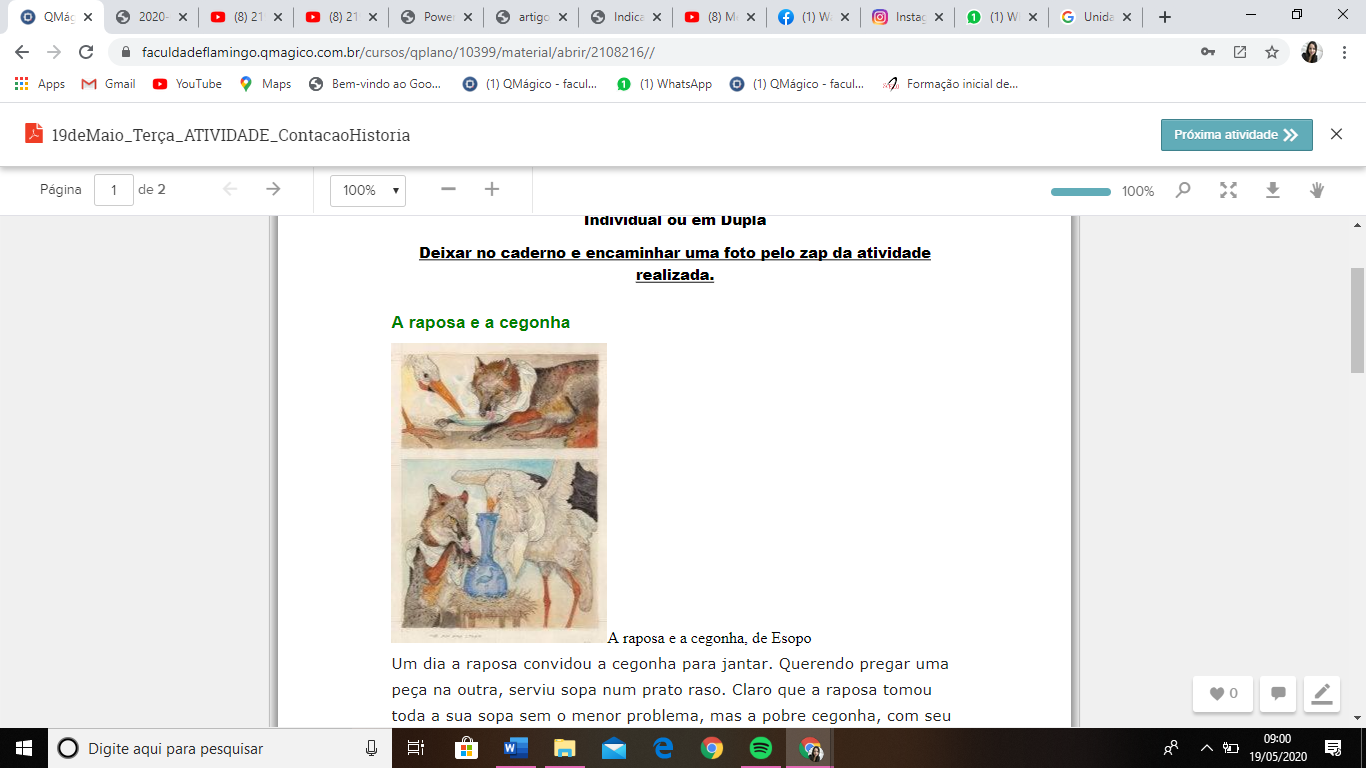 QMág
2020-
(8) 21
(8) 21
Power
artigo
Indica
(8) M
(1) W
Instag
(1) W
Unida
faculdadeflamingo.qmagico.com.br/cursos/qplano/10399/material/abrir/2108216//
Apps
Gmail
YouTube
Maps
Bem-vindo ao Goo...
(1) QMágico - facul...
(1) WhatsApp
(1) QMágico - facul...
Formação inicial de...
19deMaio_Terça_ATIVIDADE_ContacaoHistoria
Próxima atividade
Página 1 de 2
100%
100%
Individual ou em Dupla
Deixar no caderno e encaminhar uma foto pelo zap da atividade
realizada.
A raposa e a cegonha
A raposa e a cegonha, de Esopo
Um dia a raposa convidou a cegonha para jantar. Querendo pregar uma
peça na outra, serviu sopa num prato raso. Claro que a raposa tomou
toda a sua sopa sem o menor problema, mas a pobre cegonha, com seu
0
Digite aqui para pesquisar
09:00
19/05/2020